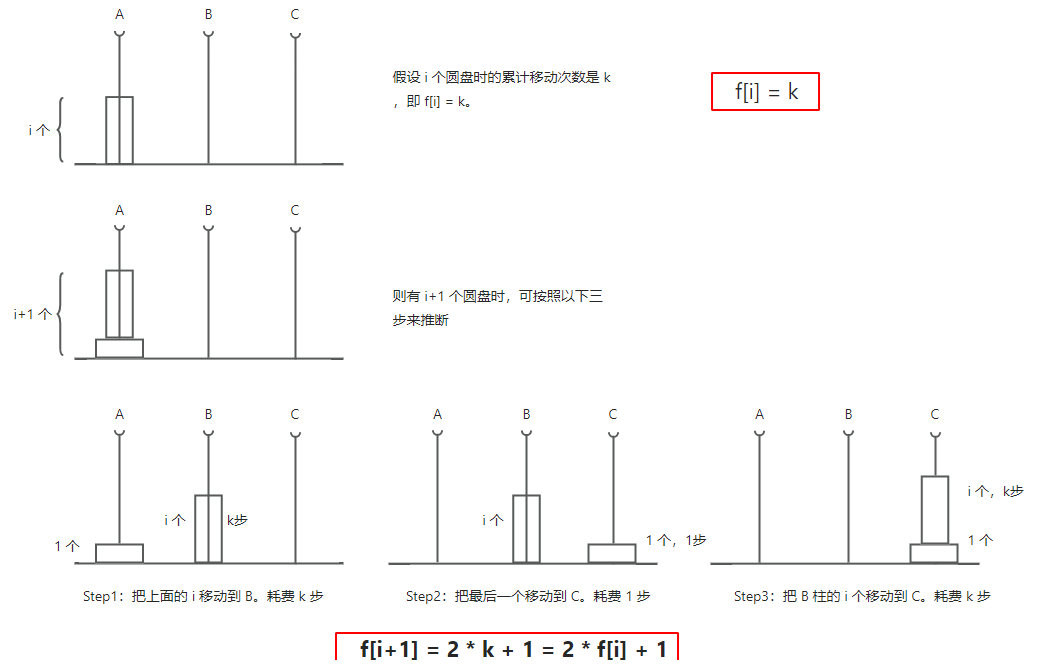 A B C
假设 i 个圆盘时的累计移动次数是 k
，即 f[i] = k。
f[i] = k
i 个
A B C
则有 i+1 个圆盘时，可按照以下三
步来推断
i+1 个
A B C
A B C
A B C
i 个
k步
1 个
i 个
1 个，1步
i 个，k步
1 个
Step1：把上面的 i 移动到 B。耗费 k 步
Step2：把最后一个移动到 C。耗费 1 步
Step3：把 B 柱的 i 个移动到 C。耗费 k 步
f[i+1] = 2 * k + 1 = 2 * f[i] + 1